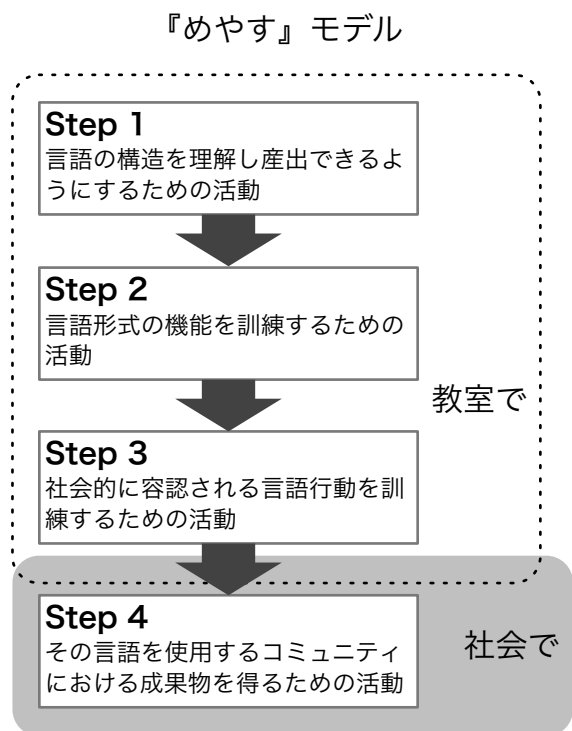 『めやす』モデル
Step 1
言語の構造を理解し産出できるよ
うにするための活動
Step 2
言語形式の機能を訓練するための
活動
教室で
Step 3
社会的に容認される言語行動を訓
練するための活動
Step 4
その言語を使用するコミュニティ
における成果物を得るための活動
社会で